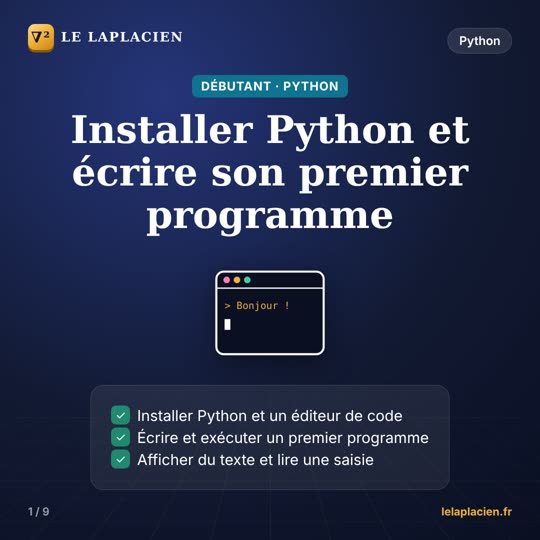 ∇² LE LAPLACIEN
Python
DÉBUTANT · PYTHON
Installer Python et
écrire son premier
programme
> Bonjour !
Installer Python et un éditeur de code
Écrire et exécuter un premier programme
Afficher du texte et lire une saisie
1 / 9
lelaplacien.fr